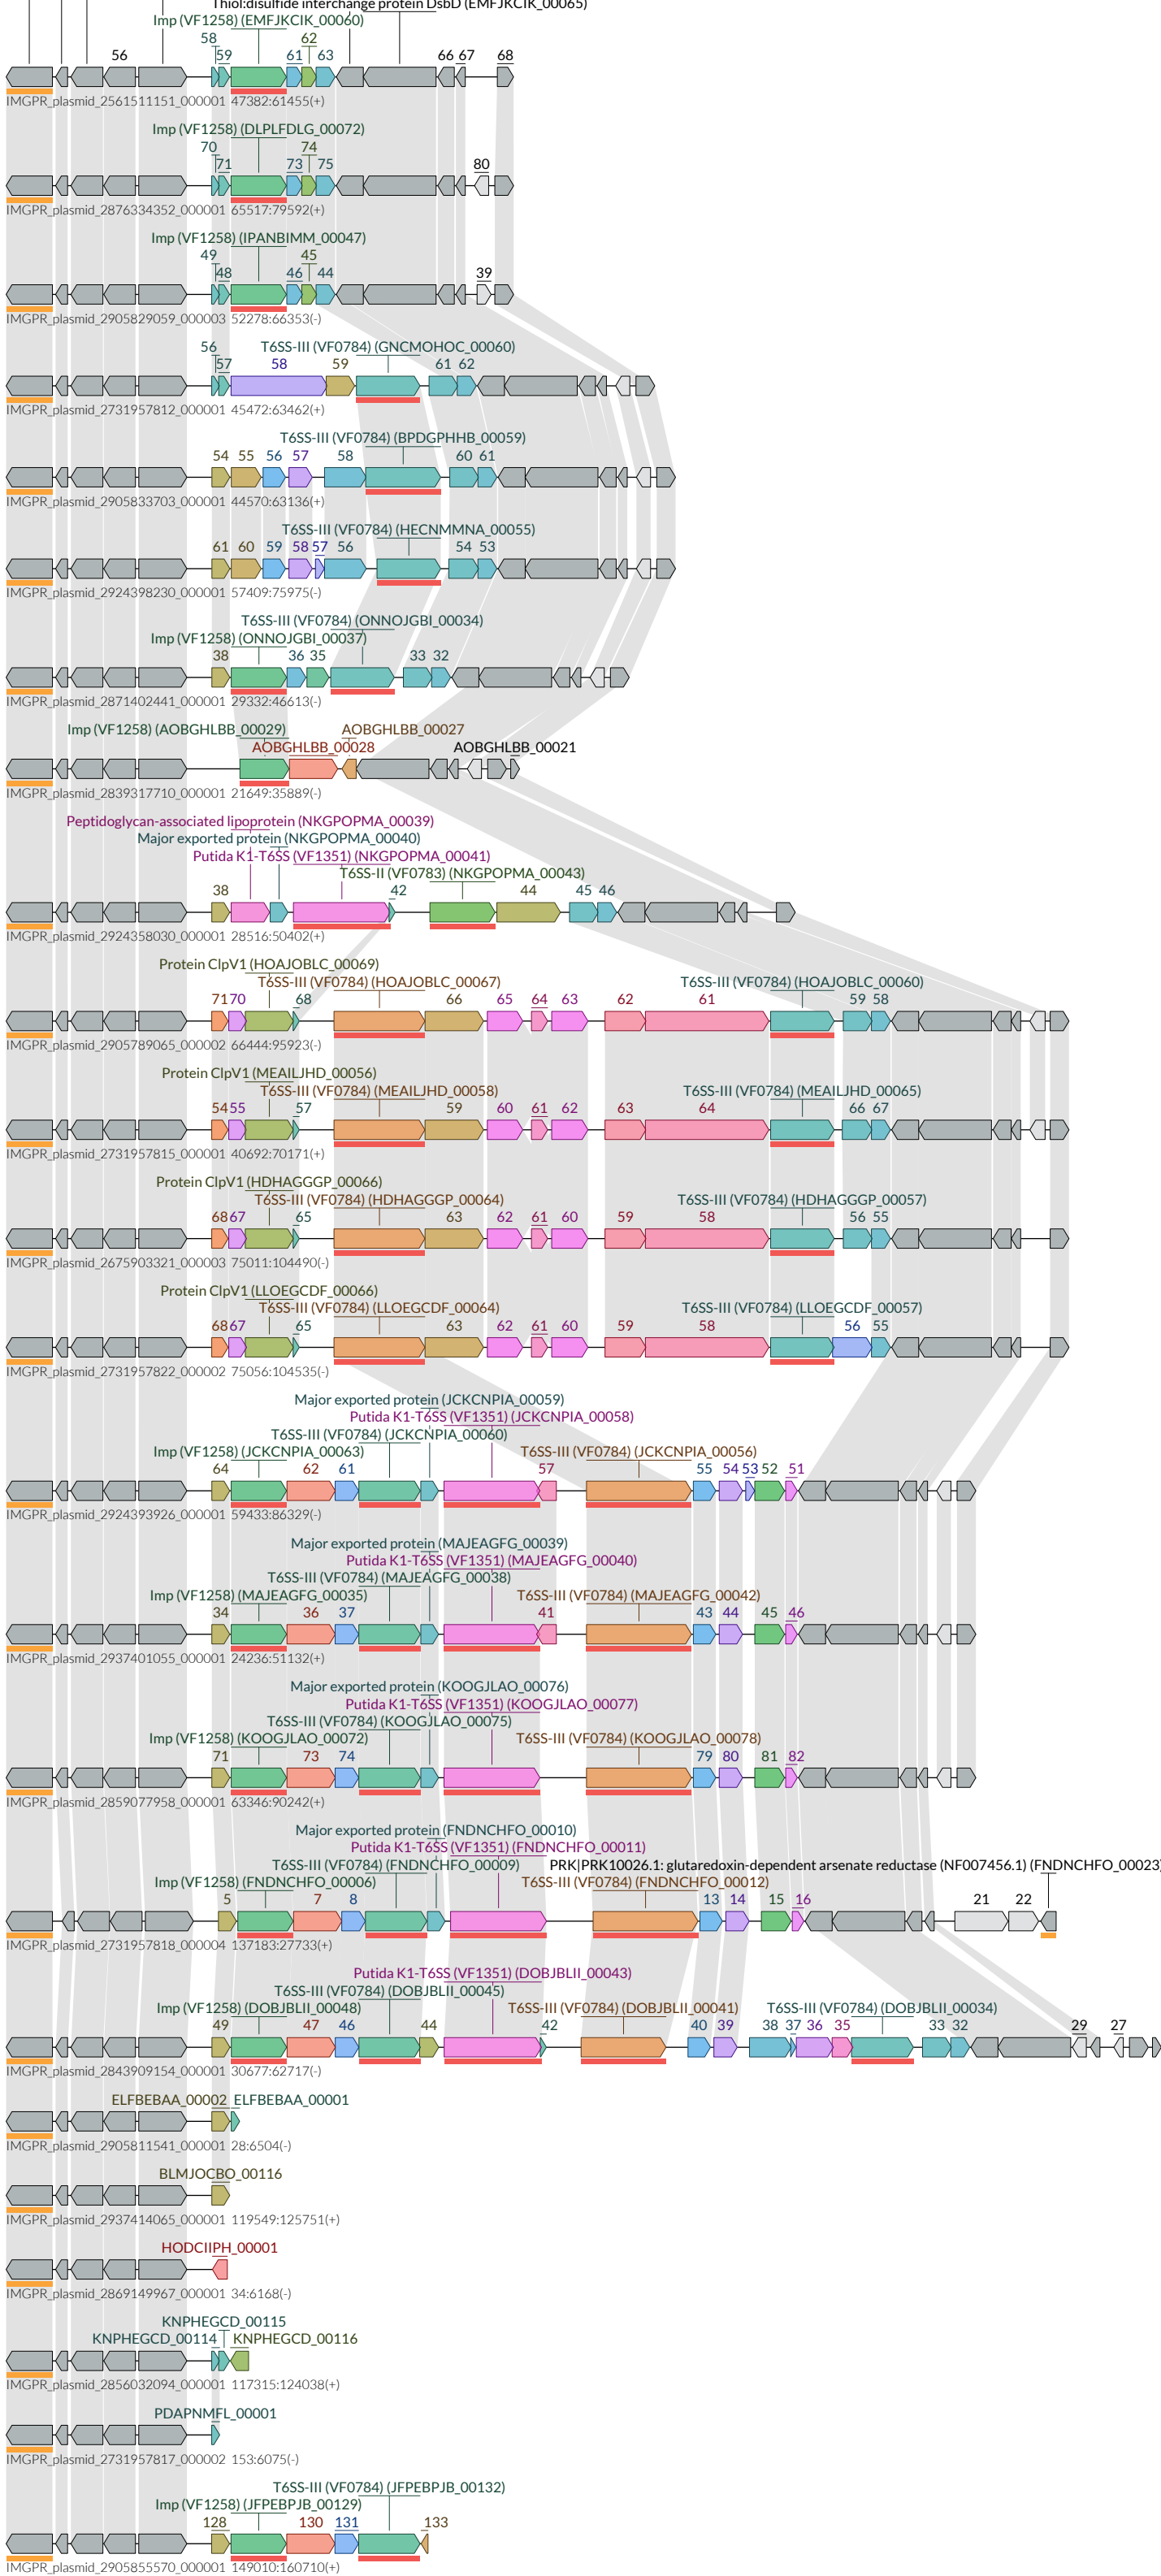 Thiol:disulfide interchange protein DsbD (EMFJKCIK_00065)
Imp (VF1258) (EMFJKCIK_00060)
58 62
56 59 61 63 66 67 68
IMGPR_plasmid_2561511151_000001 47382:61455(+)
Imp (VF1258) (DLPLFDLG_00072)
70 74
71 73 75 80
IMGPR_plasmid_2876334352_000001 65517:79592(+)
Imp (VF1258) (IPANBIMM_00047)
49 45
48 46 44 39
IMGPR_plasmid_2905829059_000003 52278:66353(-)
56 T6SS-III (VF0784) (GNCMOHOC_00060)
57 58 59 61 62
IMGPR_plasmid_2731957812_000001 45472:63462(+)
T6SS-III (VF0784) (BPDGPHHB_00059)
54 55 56 57 58 60 61
IMGPR_plasmid_2905833703_000001 44570:63136(+)
T6SS-III (VF0784) (HECNMMNA_00055)
61 60 59 58 57 56 54 53
IMGPR_plasmid_2924398230_000001 57409:75975(-)
T6SS-III (VF0784) (ONNOJGBI_00034)
Imp (VF1258) (ONNOJGBI_00037)
38 36 35 33 32
IMGPR_plasmid_2871402441_000001 29332:46613(-)
Imp (VF1258) (AOBGHLBB_00029) AOBGHLBB_00027
AOBGHLBB_00028 AOBGHLBB_00021
IMGPR_plasmid_2839317710_000001 21649:35889(-)
Peptidoglycan-associated lipoprotein (NKGPOPMA_00039)
Major exported protein (NKGPOPMA_00040)
Putida K1-T6SS (VF1351) (NKGPOPMA_00041)
T6SS-II (VF0783) (NKGPOPMA_00043)
38 42 44 45 46
IMGPR_plasmid_2924358030_000001 28516:50402(+)
Protein ClpV1 (HOAJOBLC_00069)
T6SS-III (VF0784) (HOAJOBLC_00067) T6SS-III (VF0784) (HOAJOBLC_00060)
71 70 68 66 65 64 63 62 61 59 58
IMGPR_plasmid_2905789065_000002 66444:95923(-)
Protein ClpV1 (MEAILJHD_00056)
T6SS-III (VF0784) (MEAILJHD_00058) T6SS-III (VF0784) (MEAILJHD_00065)
54 55 57 59 60 61 62 63 64 66 67
IMGPR_plasmid_2731957815_000001 40692:70171(+)
Protein ClpV1 (HDHAGGGP_00066)
T6SS-III (VF0784) (HDHAGGGP_00064) T6SS-III (VF0784) (HDHAGGGP_00057)
68 67 65 63 62 61 60 59 58 56 55
IMGPR_plasmid_2675903321_000003 75011:104490(-)
Protein ClpV1 (LLOEGCDF_00066)
T6SS-III (VF0784) (LLOEGCDF_00064) T6SS-III (VF0784) (LLOEGCDF_00057)
68 67 65 63 62 61 60 59 58 56 55
IMGPR_plasmid_2731957822_000002 75056:104535(-)
Major exported protein (JCKCNPIA_00059)
Putida K1-T6SS (VF1351) (JCKCNPIA_00058)
T6SS-III (VF0784) (JCKCNPIA_00060)
Imp (VF1258) (JCKCNPIA_00063) T6SS-III (VF0784) (JCKCNPIA_00056)
64 62 61 57 55 54 53 52 51
IMGPR_plasmid_2924393926_000001 59433:86329(-)
Major exported protein (MAJEAGFG_00039)
Putida K1-T6SS (VF1351) (MAJEAGFG_00040)
T6SS-III (VF0784) (MAJEAGFG_00038)
Imp (VF1258) (MAJEAGFG_00035) T6SS-III (VF0784) (MAJEAGFG_00042)
34 36 37 41 43 44 45 46
IMGPR_plasmid_2937401055_000001 24236:51132(+)
Major exported protein (KOOGJLAO_00076)
Putida K1-T6SS (VF1351) (KOOGJLAO_00077)
T6SS-III (VF0784) (KOOGJLAO_00075)
Imp (VF1258) (KOOGJLAO_00072) T6SS-III (VF0784) (KOOGJLAO_00078)
71 73 74 79 80 81 82
IMGPR_plasmid_2859077958_000001 63346:90242(+)
Major exported protein (FNDNCHFO_00010)
Putida K1-T6SS (VF1351) (FNDNCHFO_00011)
T6SS-III (VF0784) (FNDNCHFO_00009) PRK|PRK10026.1: glutaredoxin-dependent arsenate reductase (NF007456.1) (FNDNCHFO_00023)
Imp (VF1258) (FNDNCHFO_00006) T6SS-III (VF0784) (FNDNCHFO_00012)
5 7 8 13 14 15 16 21 22
IMGPR_plasmid_2731957818_000004 137183:27733(+)
Putida K1-T6SS (VF1351) (DOBJBLII_00043)
T6SS-III (VF0784) (DOBJBLII_00045)
Imp (VF1258) (DOBJBLII_00048) T6SS-III (VF0784) (DOBJBLII_00041) T6SS-III (VF0784) (DOBJBLII_00034)
49 47 46 44 42 40 39 38 37 36 35 33 32 29 27
IMGPR_plasmid_2843909154_000001 30677:62717(-)
ELFBEBAA_00002 ELFBEBAA_00001
IMGPR_plasmid_2905811541_000001 28:6504(-)
BLMJOCBO_00116
IMGPR_plasmid_2937414065_000001 119549:125751(+)
HODCIIPH_00001
IMGPR_plasmid_2869149967_000001 34:6168(-)
KNPHEGCD_00115
KNPHEGCD_00114 KNPHEGCD_00116
IMGPR_plasmid_2856032094_000001 117315:124038(+)
PDAPNMFL_00001
IMGPR_plasmid_2731957817_000002 153:6075(-)
T6SS-III (VF0784) (JFPEBPJB_00132)
Imp (VF1258) (JFPEBPJB_00129)
128 130 131 133
IMGPR_plasmid_2905855570_000001 149010:160710(+)